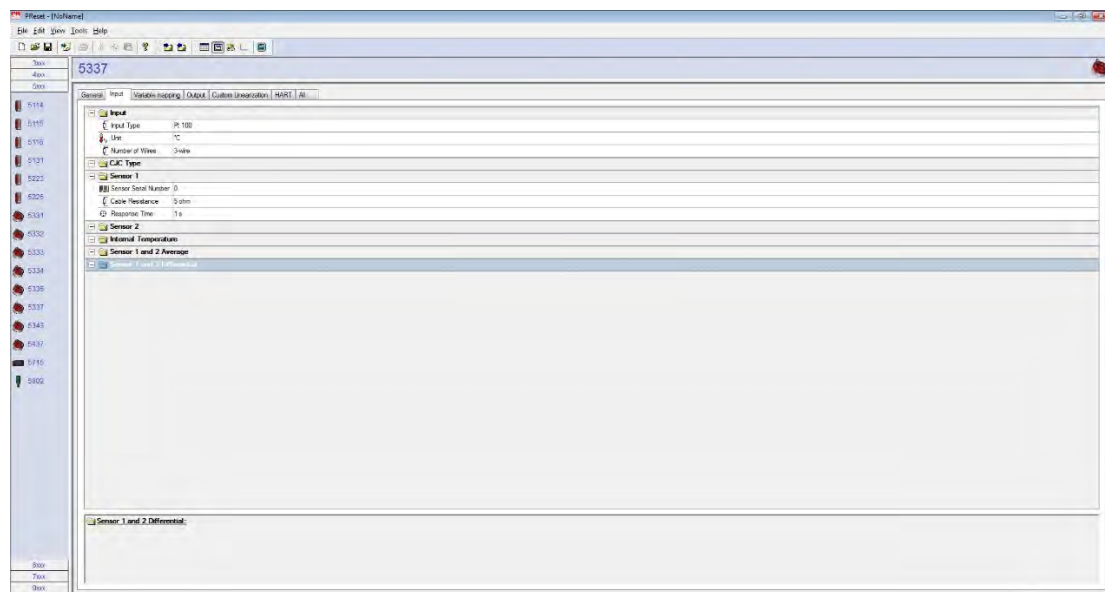 PReset - [NoName]
File Edit View Tools Help
3xxx
4xxx
5xxx
5337
General Input Variable mapping Output Custom Linearization HART All
5114
5115
5116
5131
5223
5225
5331
5332
5333
5334
5335
5337
5343
5437
5715
5909
Input
Input Type Pt 100
Unit °C
Number of Wires 3-wire
CJC Type
Sensor 1
Sensor Serial Number 0
Cable Resistance 5 ohm
Response Time 1 s
Sensor 2
Internal Temperature
Sensor 1 and 2 Average
Sensor 1 and 2 Differential
Sensor 1 and 2 Differential:
6xxx
7xxx
9xxx